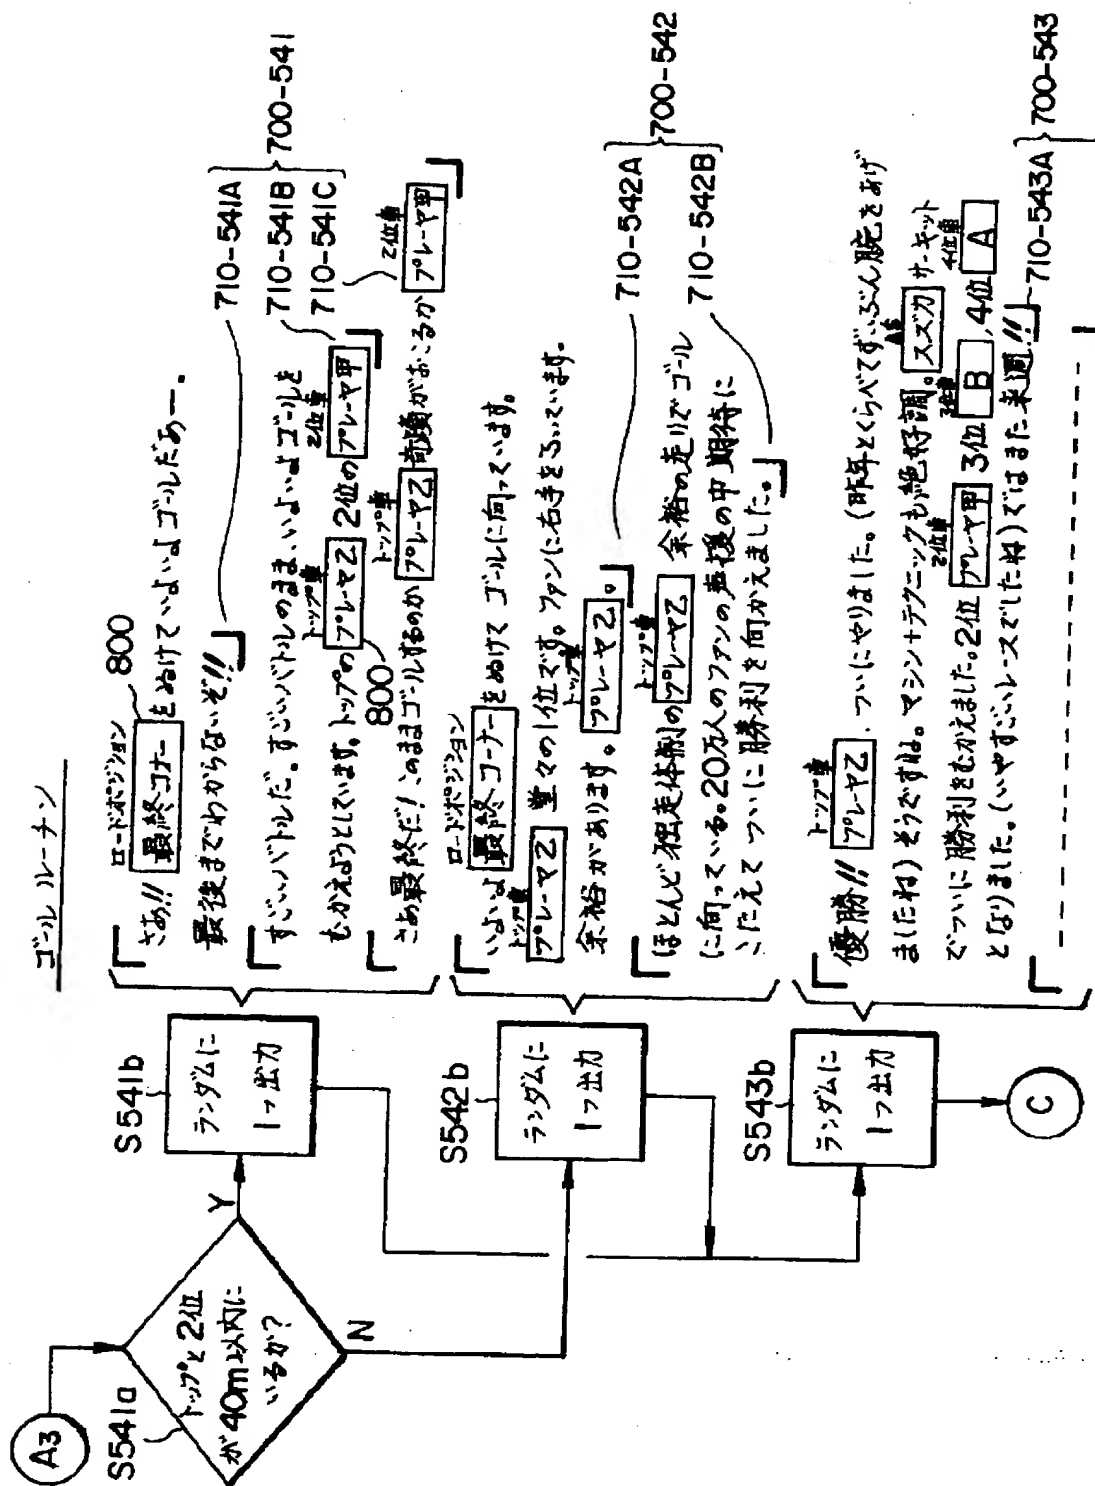 ゴールルーチン
A3
S541a
トップと2位
が40m以内に
いるか?
Y
N
S541b
ランダムに
1つ出力
ロードポジション
800
「さあ!! 最終コーナー をぬけていよいよゴールだぁー.
最後までわからないぞ!!」
710-541A
「すごいバトルだ。すごいバトルのまま、いよいよゴールを
トップ車
2位車
むかえようとしています。トップの プレーヤ乙 2位の プレーヤ甲 」
800
710-541B
トップ車
2位車
「さあ最終だ! このままゴールするのか プレーヤ乙 奇蹟がおこるか プレーヤ甲 」
710-541C
700-541
S542b
ランダムに
1つ出力
ロードポジション
「いよいよ 最終コーナー をぬけて ゴールに向っています。
トップ車
プレーヤ乙 堂々の1位です。ファンに右手をふっています。
トップ車
余裕があります。 プレーヤ乙 。」
710-542A
トップ車
「ほとんど独走体制の プレーヤ乙 余裕の走りでゴール
に向っている。20万人のファンの声援の中 期待に
こたえて ついに勝利を向かえました。」
710-542B
700-542
S543b
ランダムに
1つ出力
トップ車
「優勝!! プレーヤ乙 . ついにやりました。(昨年とくらべてずいぶん腕をあげ
ましたね) そうですね。マシン+テクニックも絶好調。 スズカ サーキット
2位車
3位車
4位車
でついに勝利をむかえました。2位 プレーヤ甲 3位 B , 4位 A
となりました。(いやすごいレースでしたね)ではまた来週!!」
710-543A
700-543
C